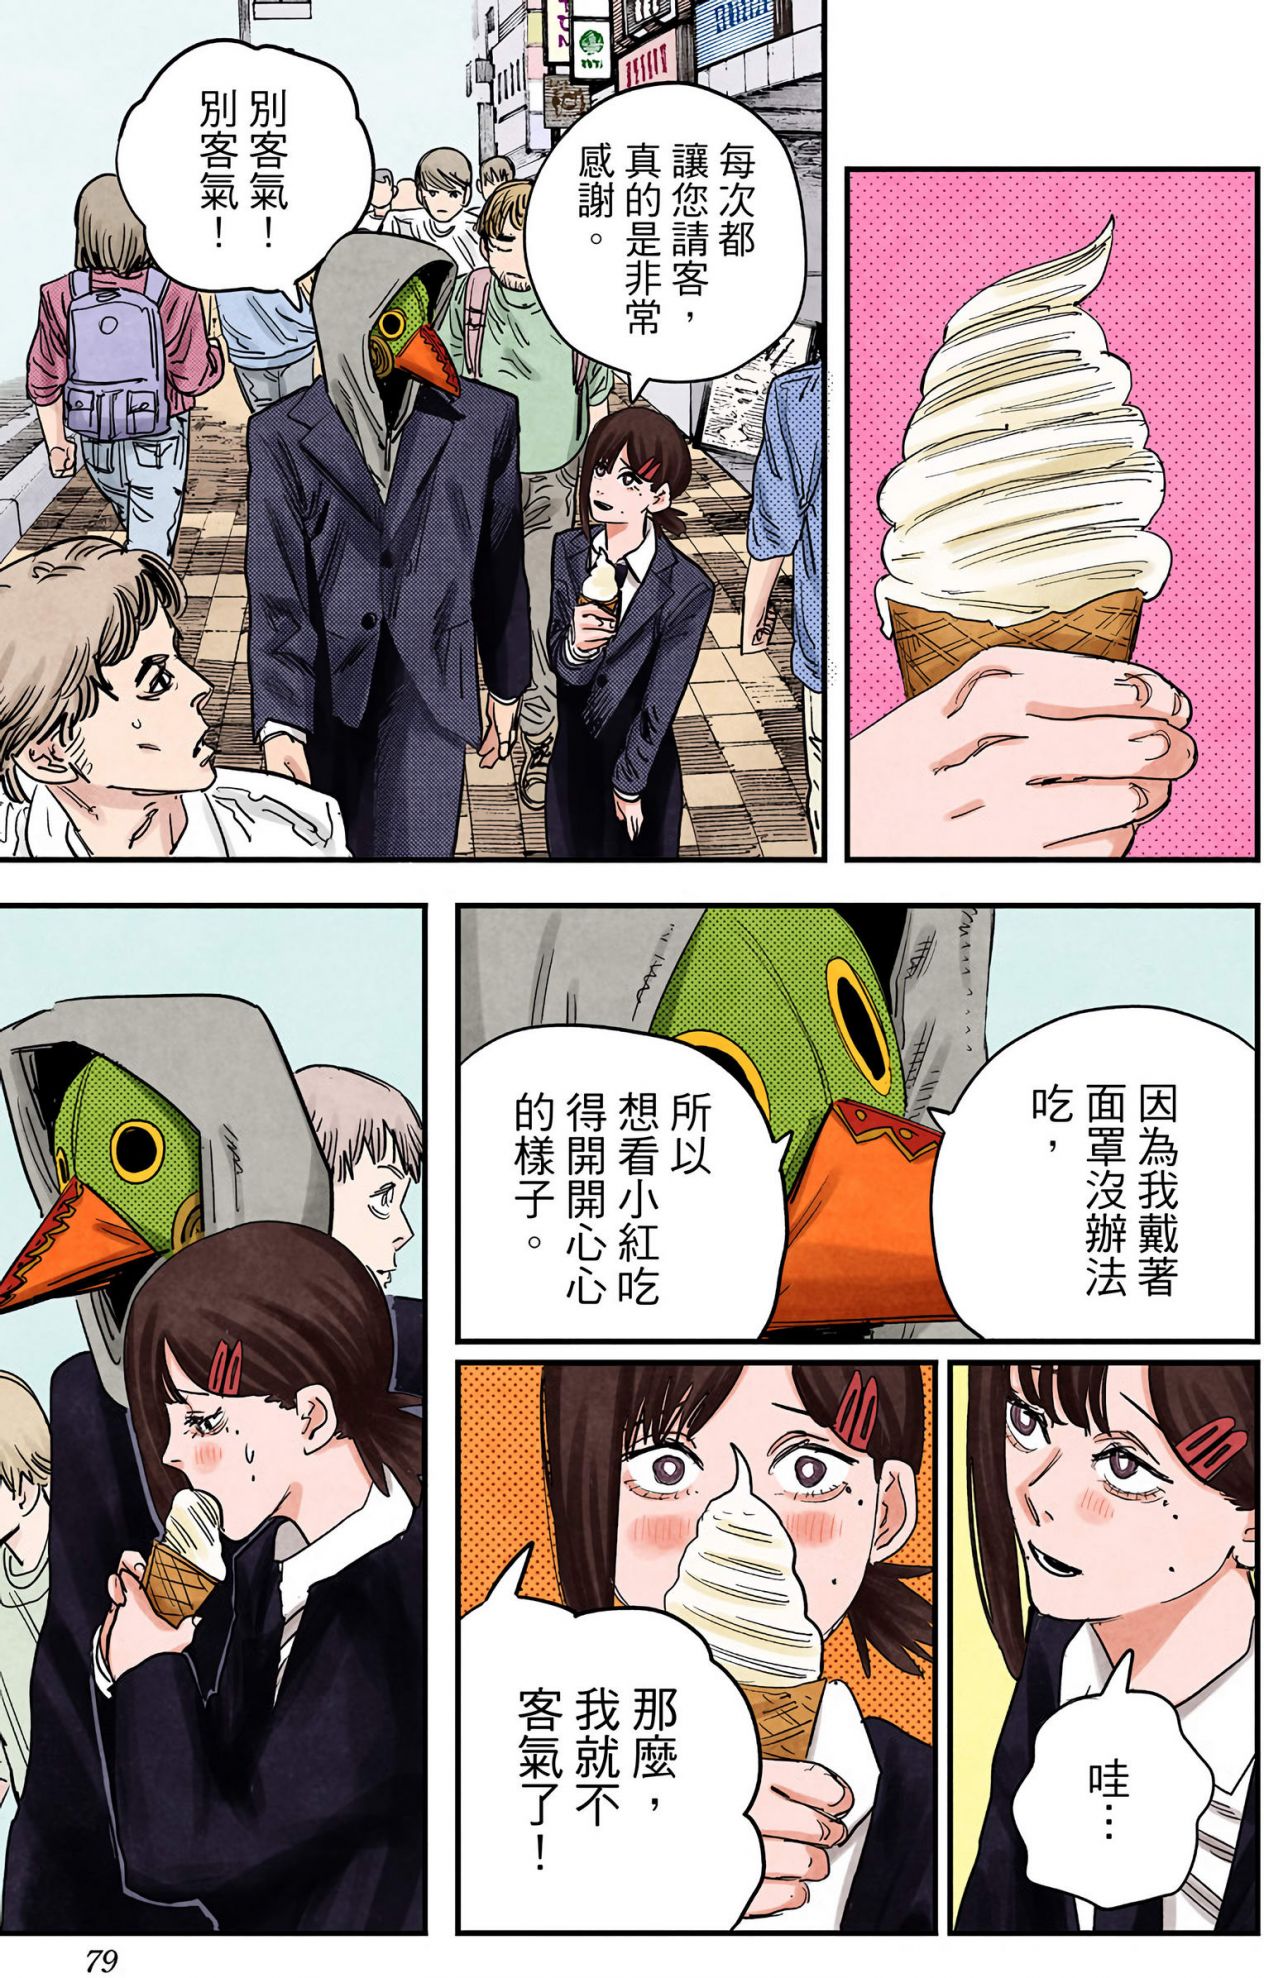 每次都
讓您請客，
真的是非常
感謝。
別客氣！
別客氣！
因為我戴著
面罩沒辦法
吃，
所以
想看小紅吃
得開開心心
的樣子。
哇…
那麼，
我就不
客氣了！
79